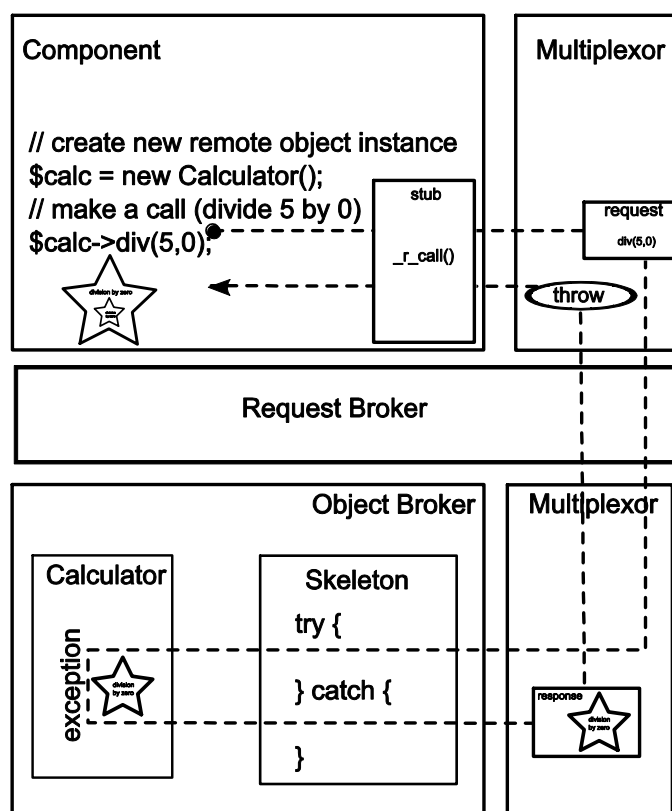 Component
Multiplexor
// create new remote object instance
$calc = new Calculator();
// make a call (divide 5 by 0)
$calc->div(5,0);
stub
_r_call()
request
div(5,0)
throw
division by zero
Request Broker
Object Broker
Multiplexor
Calculator
Skeleton
try {
} catch {
}
exception
division
by zero
response
division
by zero